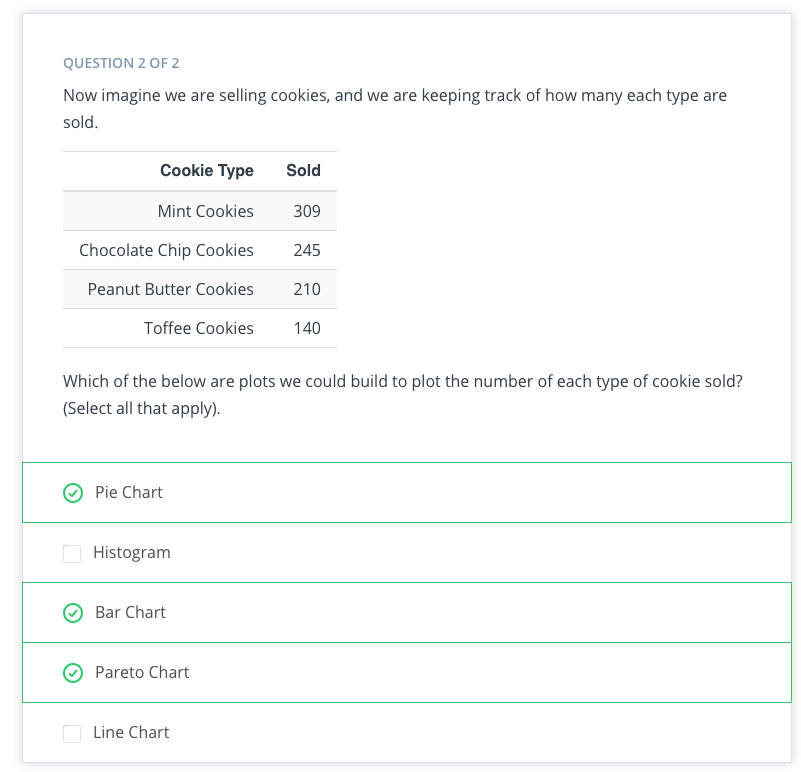 QUESTION 2 OF 2
Now imagine we are selling cookies, and we are keeping track of how many each type are
sold.
Cookie Type Sold
Mint Cookies 309
Chocolate Chip Cookies 245
Peanut Butter Cookies 210
Toffee Cookies 140
Which of the below are plots we could build to plot the number of each type of cookie sold?
(Select all that apply).
Pie Chart
Histogram
Bar Chart
Pareto Chart
Line Chart